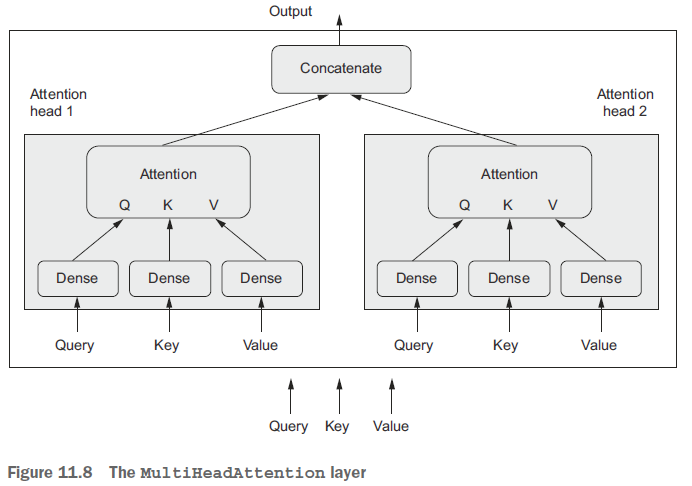 Output
Concatenate
Attention
head 1
Attention
head 2
Attention
Q K V
Attention
Q K V
Dense Dense Dense
Dense Dense Dense
Query Key Value
Query Key Value
Query Key Value
Figure 11.8 The MultiHeadAttention layer